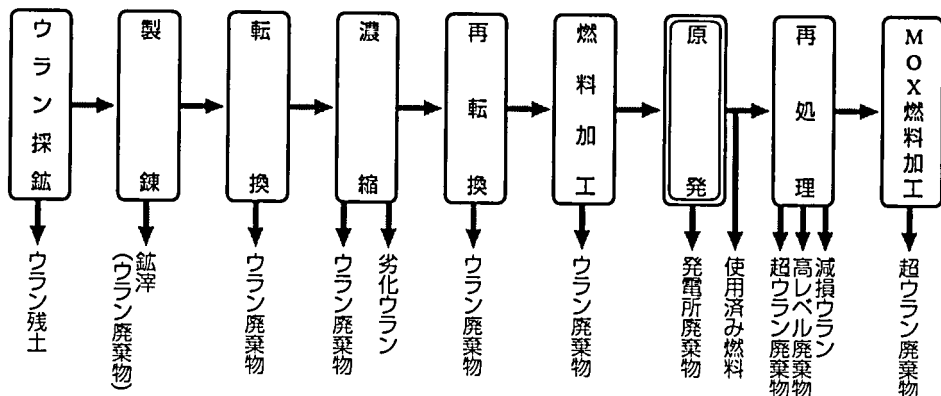 ウラン採鉱
製錬
転換
濃縮
再転換
燃料加工
原発
再処理
MOX燃料加工
ウラン残土
鉱滓
(ウラン廃棄物)
ウラン廃棄物
ウラン廃棄物
劣化ウラン
ウラン廃棄物
ウラン廃棄物
発電所廃棄物
使用済み燃料
超ウラン廃棄物
高レベル廃棄物
減損ウラン
超ウラン廃棄物